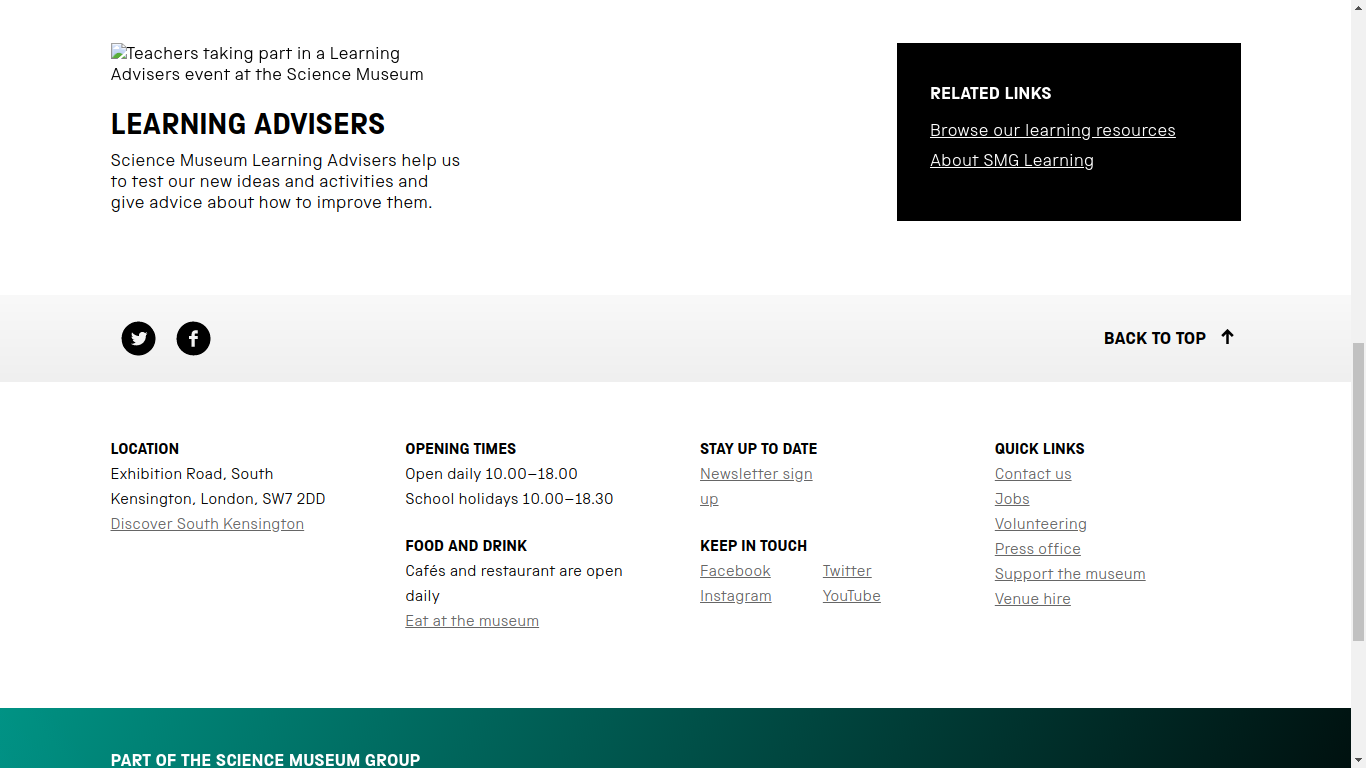 Teachers taking part in a Learning
Advisers event at the Science Museum
LEARNING ADVISERS
Science Museum Learning Advisers help us
to test our new ideas and activities and
give advice about how to improve them.
RELATED LINKS
Browse our learning resources
About SMG Learning
BACK TO TOP
LOCATION
Exhibition Road, South
Kensington, London, SW7 2DD
Discover South Kensington
OPENING TIMES
Open daily 10.00–18.00
School holidays 10.00–18.30
FOOD AND DRINK
Cafés and restaurant are open
daily
Eat at the museum
STAY UP TO DATE
Newsletter sign
up
KEEP IN TOUCH
Facebook Twitter
Instagram YouTube
QUICK LINKS
Contact us
Jobs
Volunteering
Press office
Support the museum
Venue hire
PART OF THE SCIENCE MUSEUM GROUP